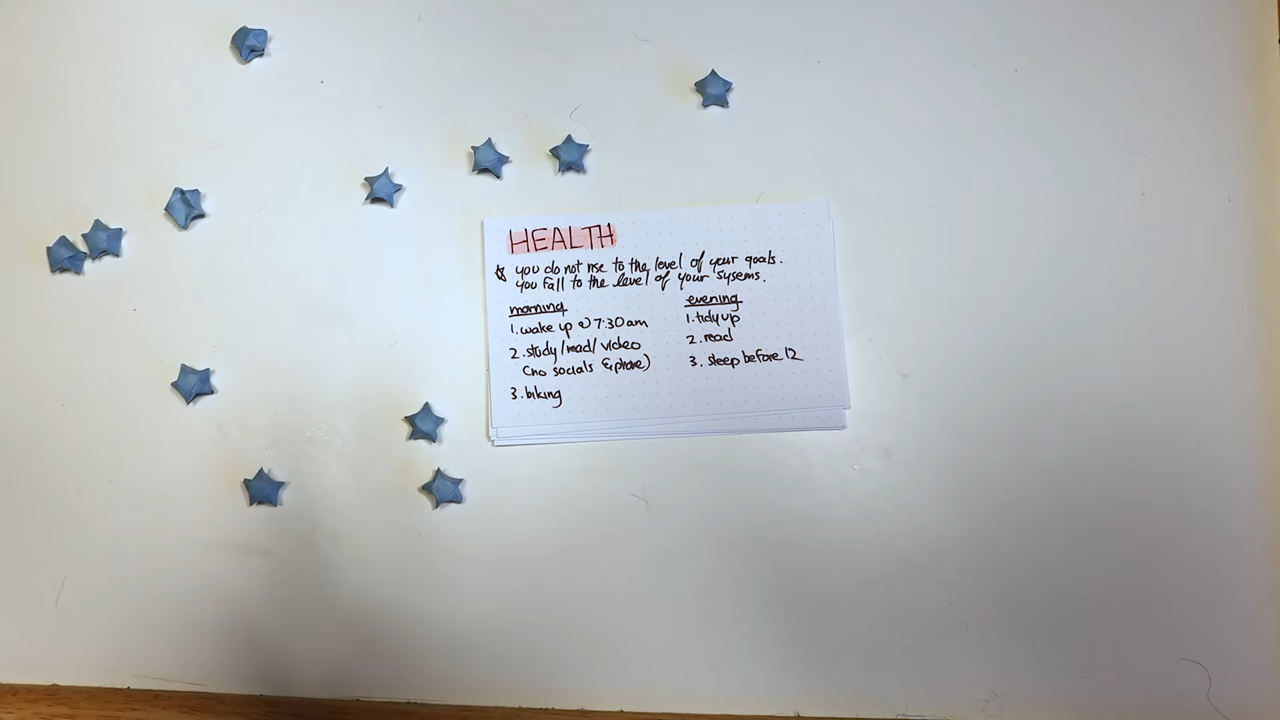 HEALTH
☆ you do not rise to the level of your goals.
you fall to the level of your sysems.
morning
1. wake up @ 7:30 am
2. study/read/video
(no socials & phone)
3. biking
evening
1. tidy up
2. read
3. sleep before 12